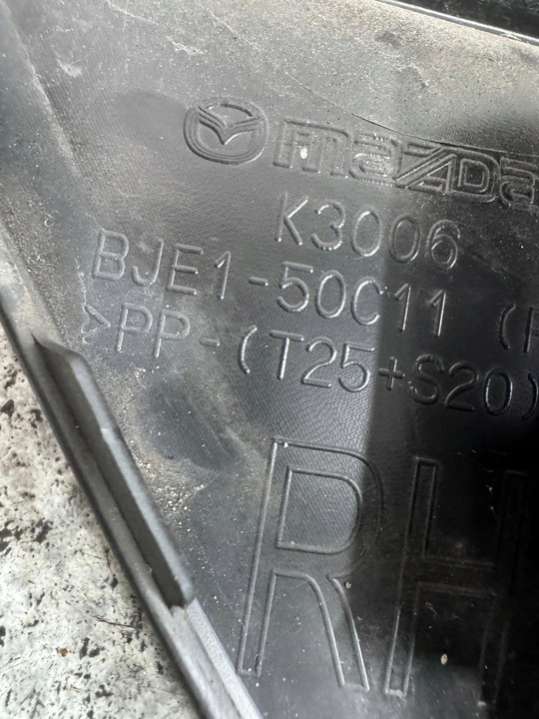 mazda
K3006
BJE1-50C11 (R
>PP-(T25+S20)
RH